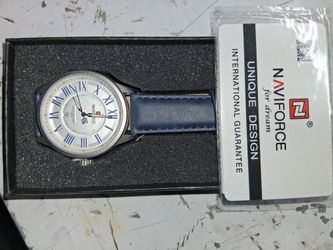 N
NAVIFORCE
for dream
UNIQUE DESIGN
INTERNATIONAL GUARANTEE